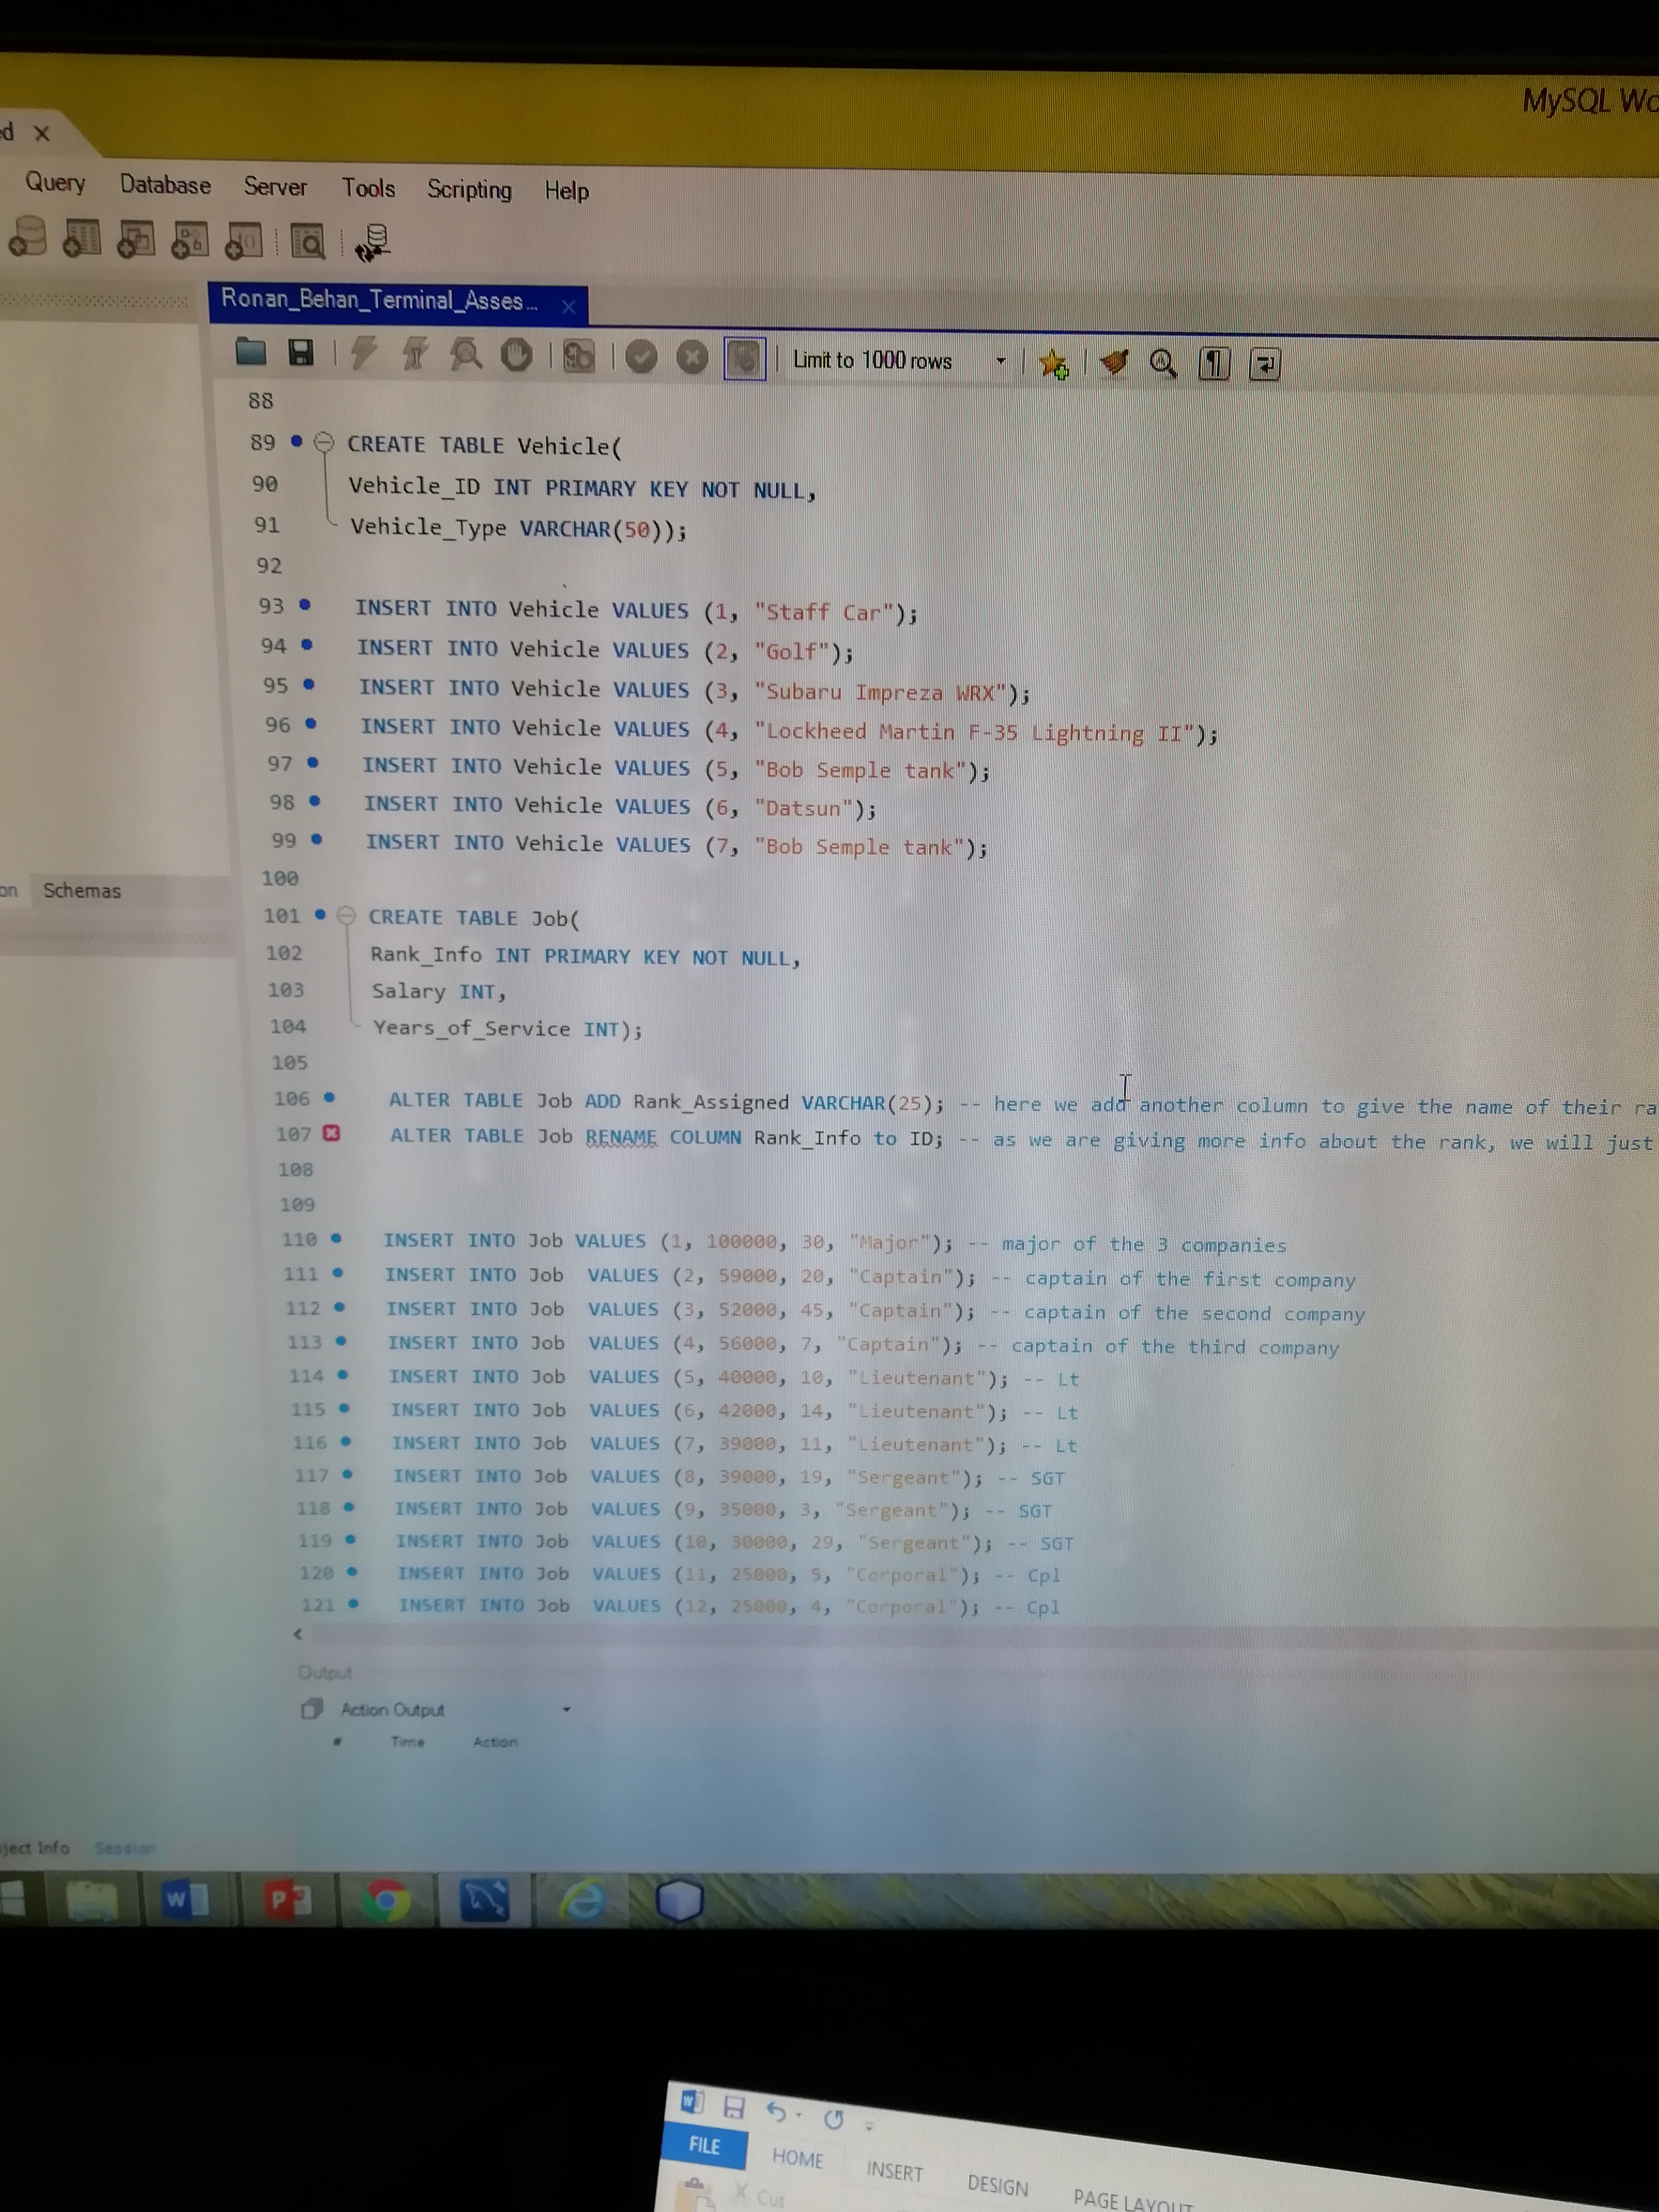 MySQL
Query Database Server Tools Scripting Help
Ronan_Behan_Terminal_Asses...
Limit to 1000 rows
88
89 CREATE TABLE Vehicle(
90 Vehicle_ID INT PRIMARY KEY NOT NULL,
91 Vehicle_Type VARCHAR(50));
92
93 INSERT INTO Vehicle VALUES (1, "Staff Car");
94 INSERT INTO Vehicle VALUES (2, "Golf");
95 INSERT INTO Vehicle VALUES (3, "Subaru Impreza WRX");
96 INSERT INTO Vehicle VALUES (4, "Lockheed Martin F-35 Lightning II");
97 INSERT INTO Vehicle VALUES (5, "Bob Semple tank");
98 INSERT INTO Vehicle VALUES (6, "Datsun");
99 INSERT INTO Vehicle VALUES (7, "Bob Semple tank");
100
Schemas
101 CREATE TABLE Job(
102 Rank_Info INT PRIMARY KEY NOT NULL,
103 Salary INT,
104 Years_of_Service INT);
105
106 ALTER TABLE Job ADD Rank_Assigned VARCHAR(25); -- here we add another column to give the name of their
107 ALTER TABLE Job RENAME COLUMN Rank_Info to ID; -- as we are giving more info about the rank, we will just
108
109
110 INSERT INTO Job VALUES (1, 100000, 30, "Major"); -- major of the 3 companies
111 INSERT INTO Job VALUES (2, 59000, 20, "Captain"); -- captain of the first company
112 INSERT INTO Job VALUES (3, 52000, 45, "Captain"); -- captain of the second company
113 INSERT INTO Job VALUES (4, 56000, 7, "Captain"); -- captain of the third company
114 INSERT INTO Job VALUES (5, 40000, 10, "Lieutenant"); -- Lt
115 INSERT INTO Job VALUES (6, 42000, 14, "Lieutenant"); -- Lt
116 INSERT INTO Job VALUES (7, 39000, 11, "Lieutenant"); -- Lt
117 INSERT INTO Job VALUES (8, 39000, 19, "Sergeant"); -- SGT
118 INSERT INTO Job VALUES (9, 35000, 3, "Sergeant"); -- SGT
119 INSERT INTO Job VALUES (10, 30000, 29, "Sergeant"); -- SGT
120 INSERT INTO Job VALUES (11, 25000, 5, "Corporal"); -- Cpl
121 INSERT INTO Job VALUES (12, 25000, 4, "Corporal"); -- Cpl
Output
Action Output
# Time Action
Info Session
FILE HOME INSERT DESIGN PAGE LAYOUT
Cut